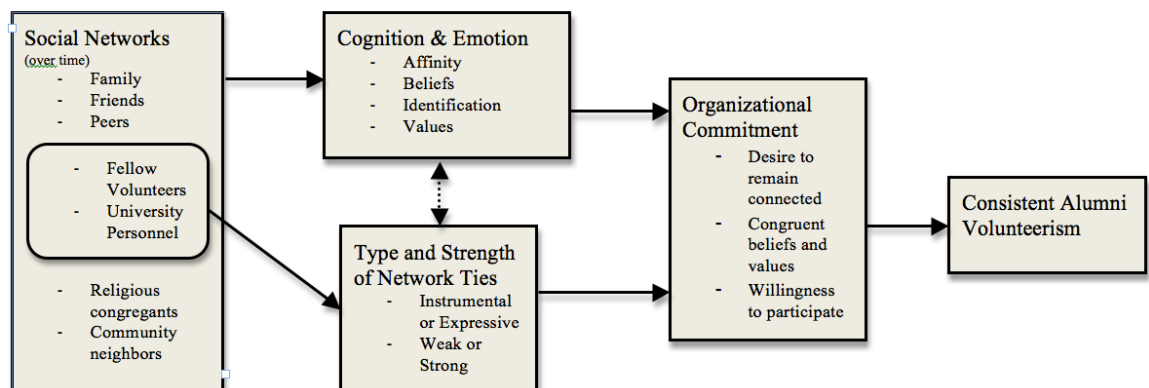 Social Networks
(over time)
- Family
- Friends
- Peers
- Fellow
Volunteers
- University
Personnel
- Religious
congregants
- Community
neighbors
Cognition & Emotion
- Affinity
- Beliefs
- Identification
- Values
Type and Strength
of Network Ties
- Instrumental
or Expressive
- Weak or
Strong
Organizational
Commitment
- Desire to
remain
connected
- Congruent
beliefs and
values
- Willingness
to participate
Consistent Alumni
Volunteerism